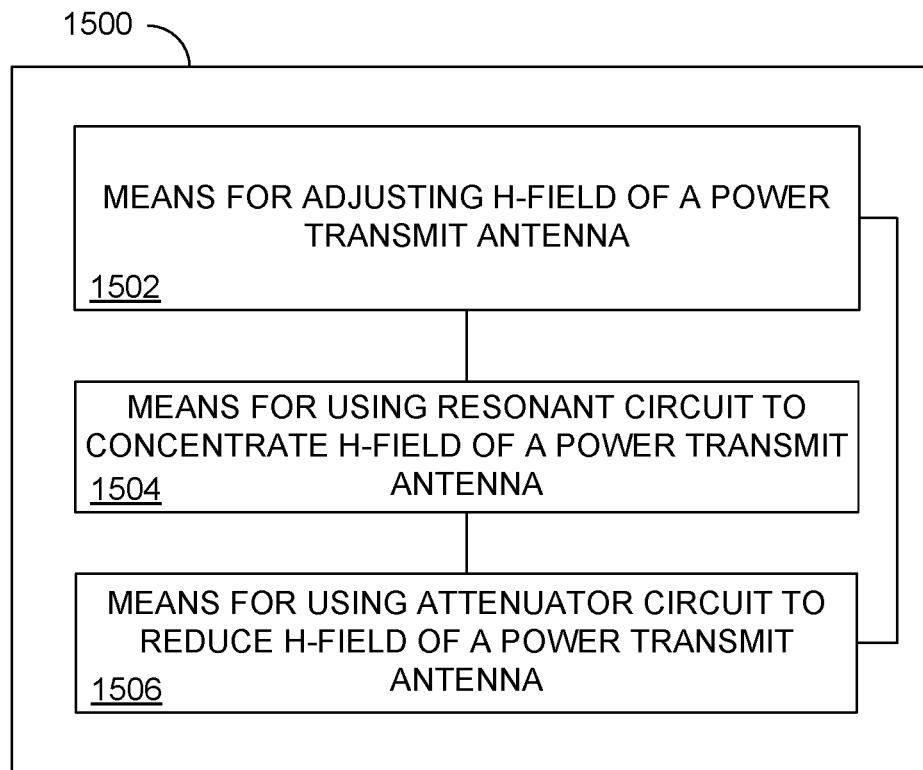 1500
MEANS FOR ADJUSTING H-FIELD OF A POWER
TRANSMIT ANTENNA
1502
MEANS FOR USING RESONANT CIRCUIT TO
CONCENTRATE H-FIELD OF A POWER TRANSMIT
ANTENNA
1504
MEANS FOR USING ATTENUATOR CIRCUIT TO
REDUCE H-FIELD OF A POWER TRANSMIT
ANTENNA
1506